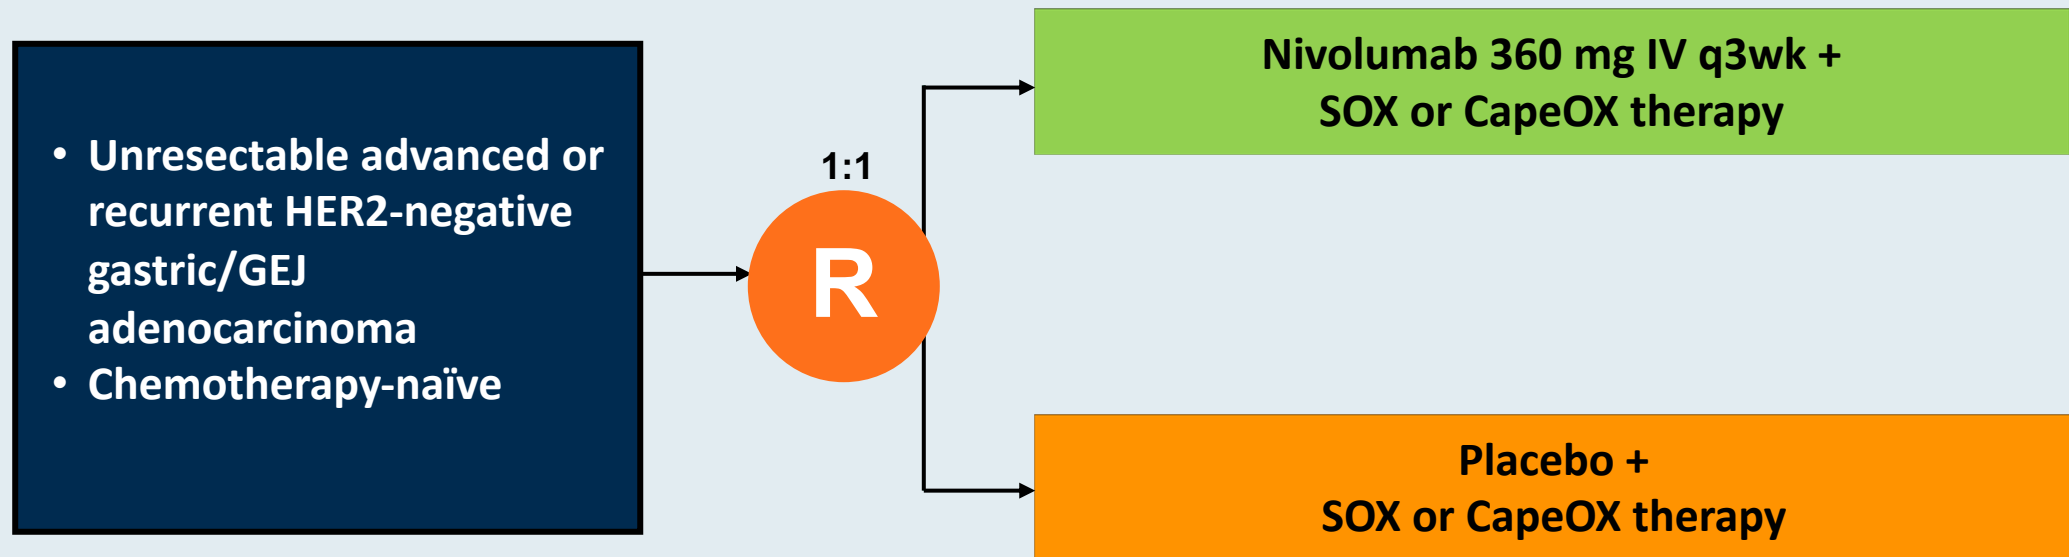 • Unresectable advanced or
recurrent HER2-negative
gastric/GEJ
adenocarcinoma
• Chemotherapy-naïve
1:1
R
Nivolumab 360 mg IV q3wk +
SOX or CapeOX therapy
Placebo +
SOX or CapeOX therapy